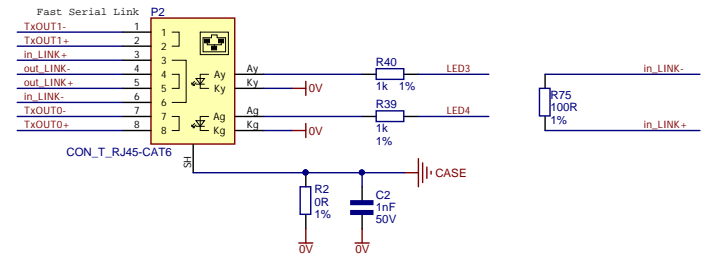 Fast Serial Link P2
TxOUT1- 1 1
TxOUT1+ 2 2
in_LINK+ 3 3
out_LINK- 4 4 Ay Ay
out_LINK+ 5 5 Ky Ky
in_LINK- 6 6
TxOUT0- 7 7 Ag Ag
TxOUT0+ 8 8 Kg Kg
CON_T_RJ45-CAT6
SH
R40
LED3
1k 1%
0V
R39
LED4
1k
1%
0V
in_LINK-
R75
100R
1%
in_LINK+
CASE
R2
0R
1%
0V
C2
1nF
50V
0V